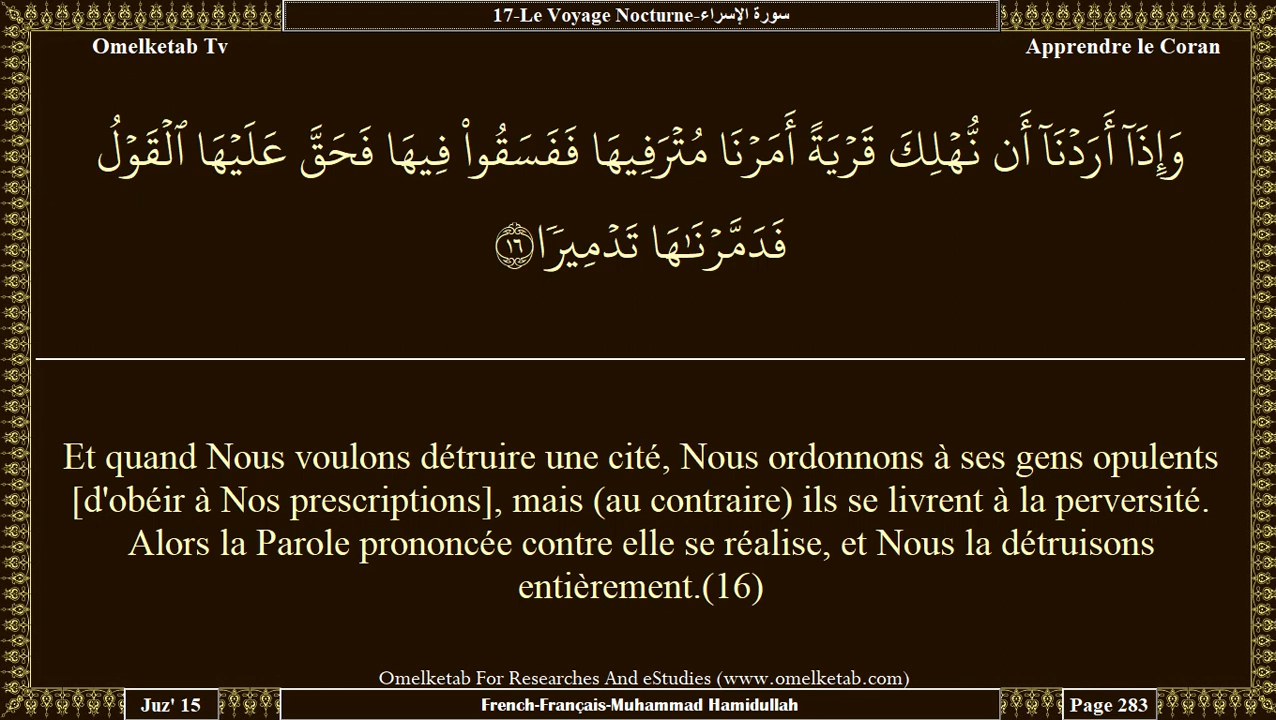 17-Le Voyage Nocturne-سورة الإسراء
Omelketab Tv
Apprendre le Coran
وَإِذَآ أَرَدْنَآ أَن نُّهْلِكَ قَرْيَةً أَمَرْنَا مُتْرَفِيهَا فَفَسَقُوا۟ فِيهَا فَحَقَّ عَلَيْهَا ٱلْقَوْلُ
فَدَمَّرْنَـٰهَا تَدْمِيرًا ١٦
Et quand Nous voulons détruire une cité, Nous ordonnons à ses gens opulents
[d'obéir à Nos prescriptions], mais (au contraire) ils se livrent à la perversité.
Alors la Parole prononcée contre elle se réalise, et Nous la détruisons
entièrement.(16)
Omelketab For Researches And eStudies (www.omelketab.com)
Juz' 15
French-Français-Muhammad Hamidullah
Page 283